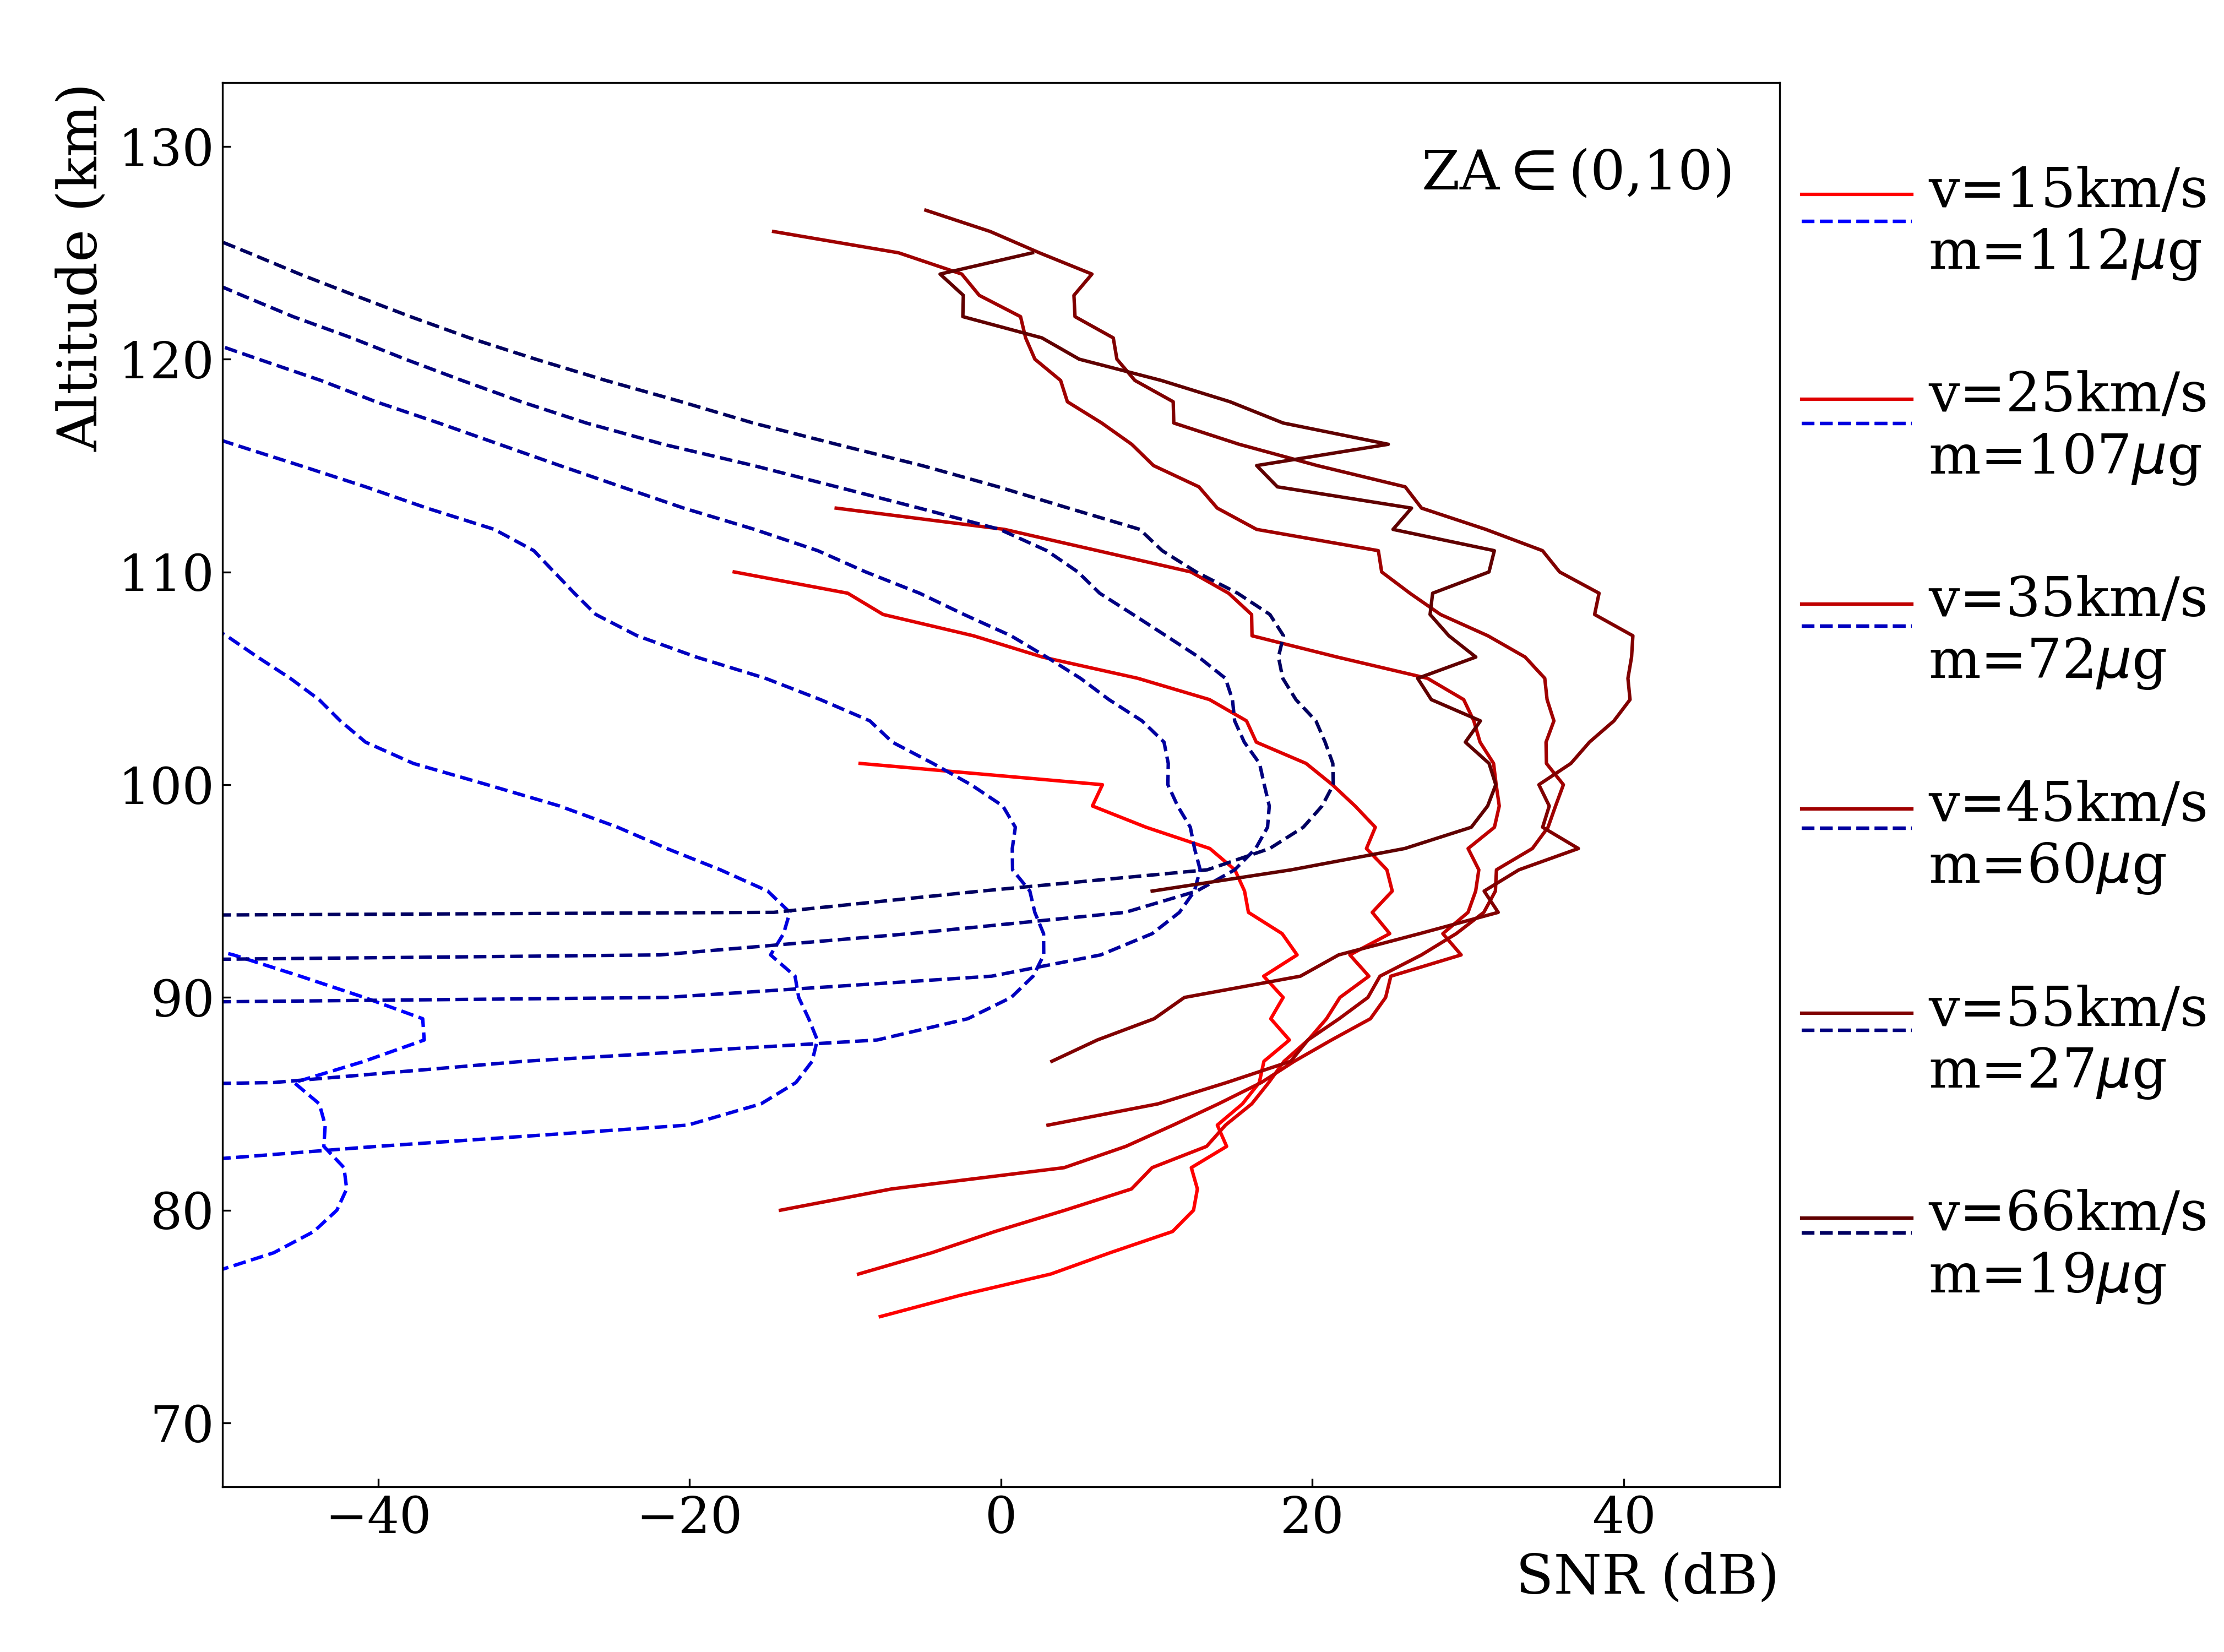 Altitude (km)
130
120
110
100
90
80
70
−40
−20
0
20
40
SNR (dB)
ZA∈(0,10)
v=15km/s
m=112μg
v=25km/s
m=107μg
v=35km/s
m=72μg
v=45km/s
m=60μg
v=55km/s
m=27μg
v=66km/s
m=19μg